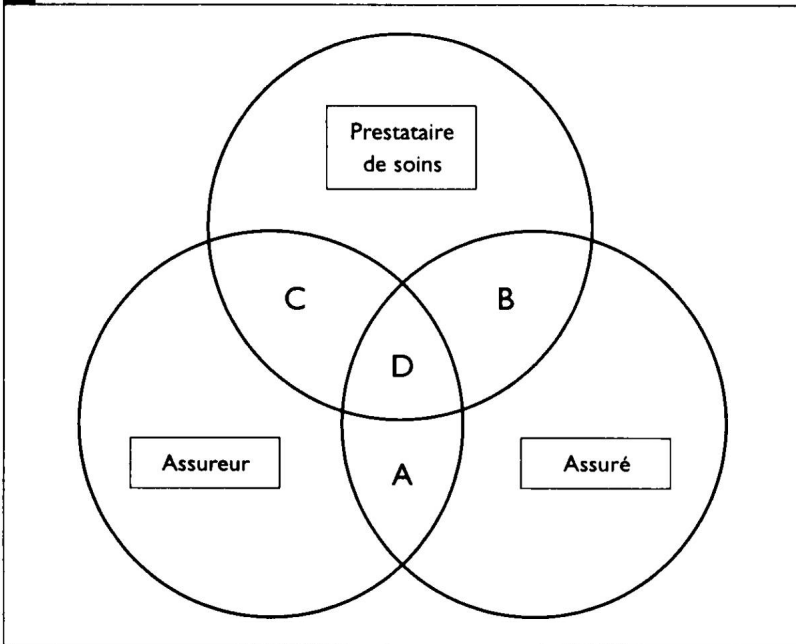 Prestataire
de soins
C
B
D
Assureur
A
Assuré